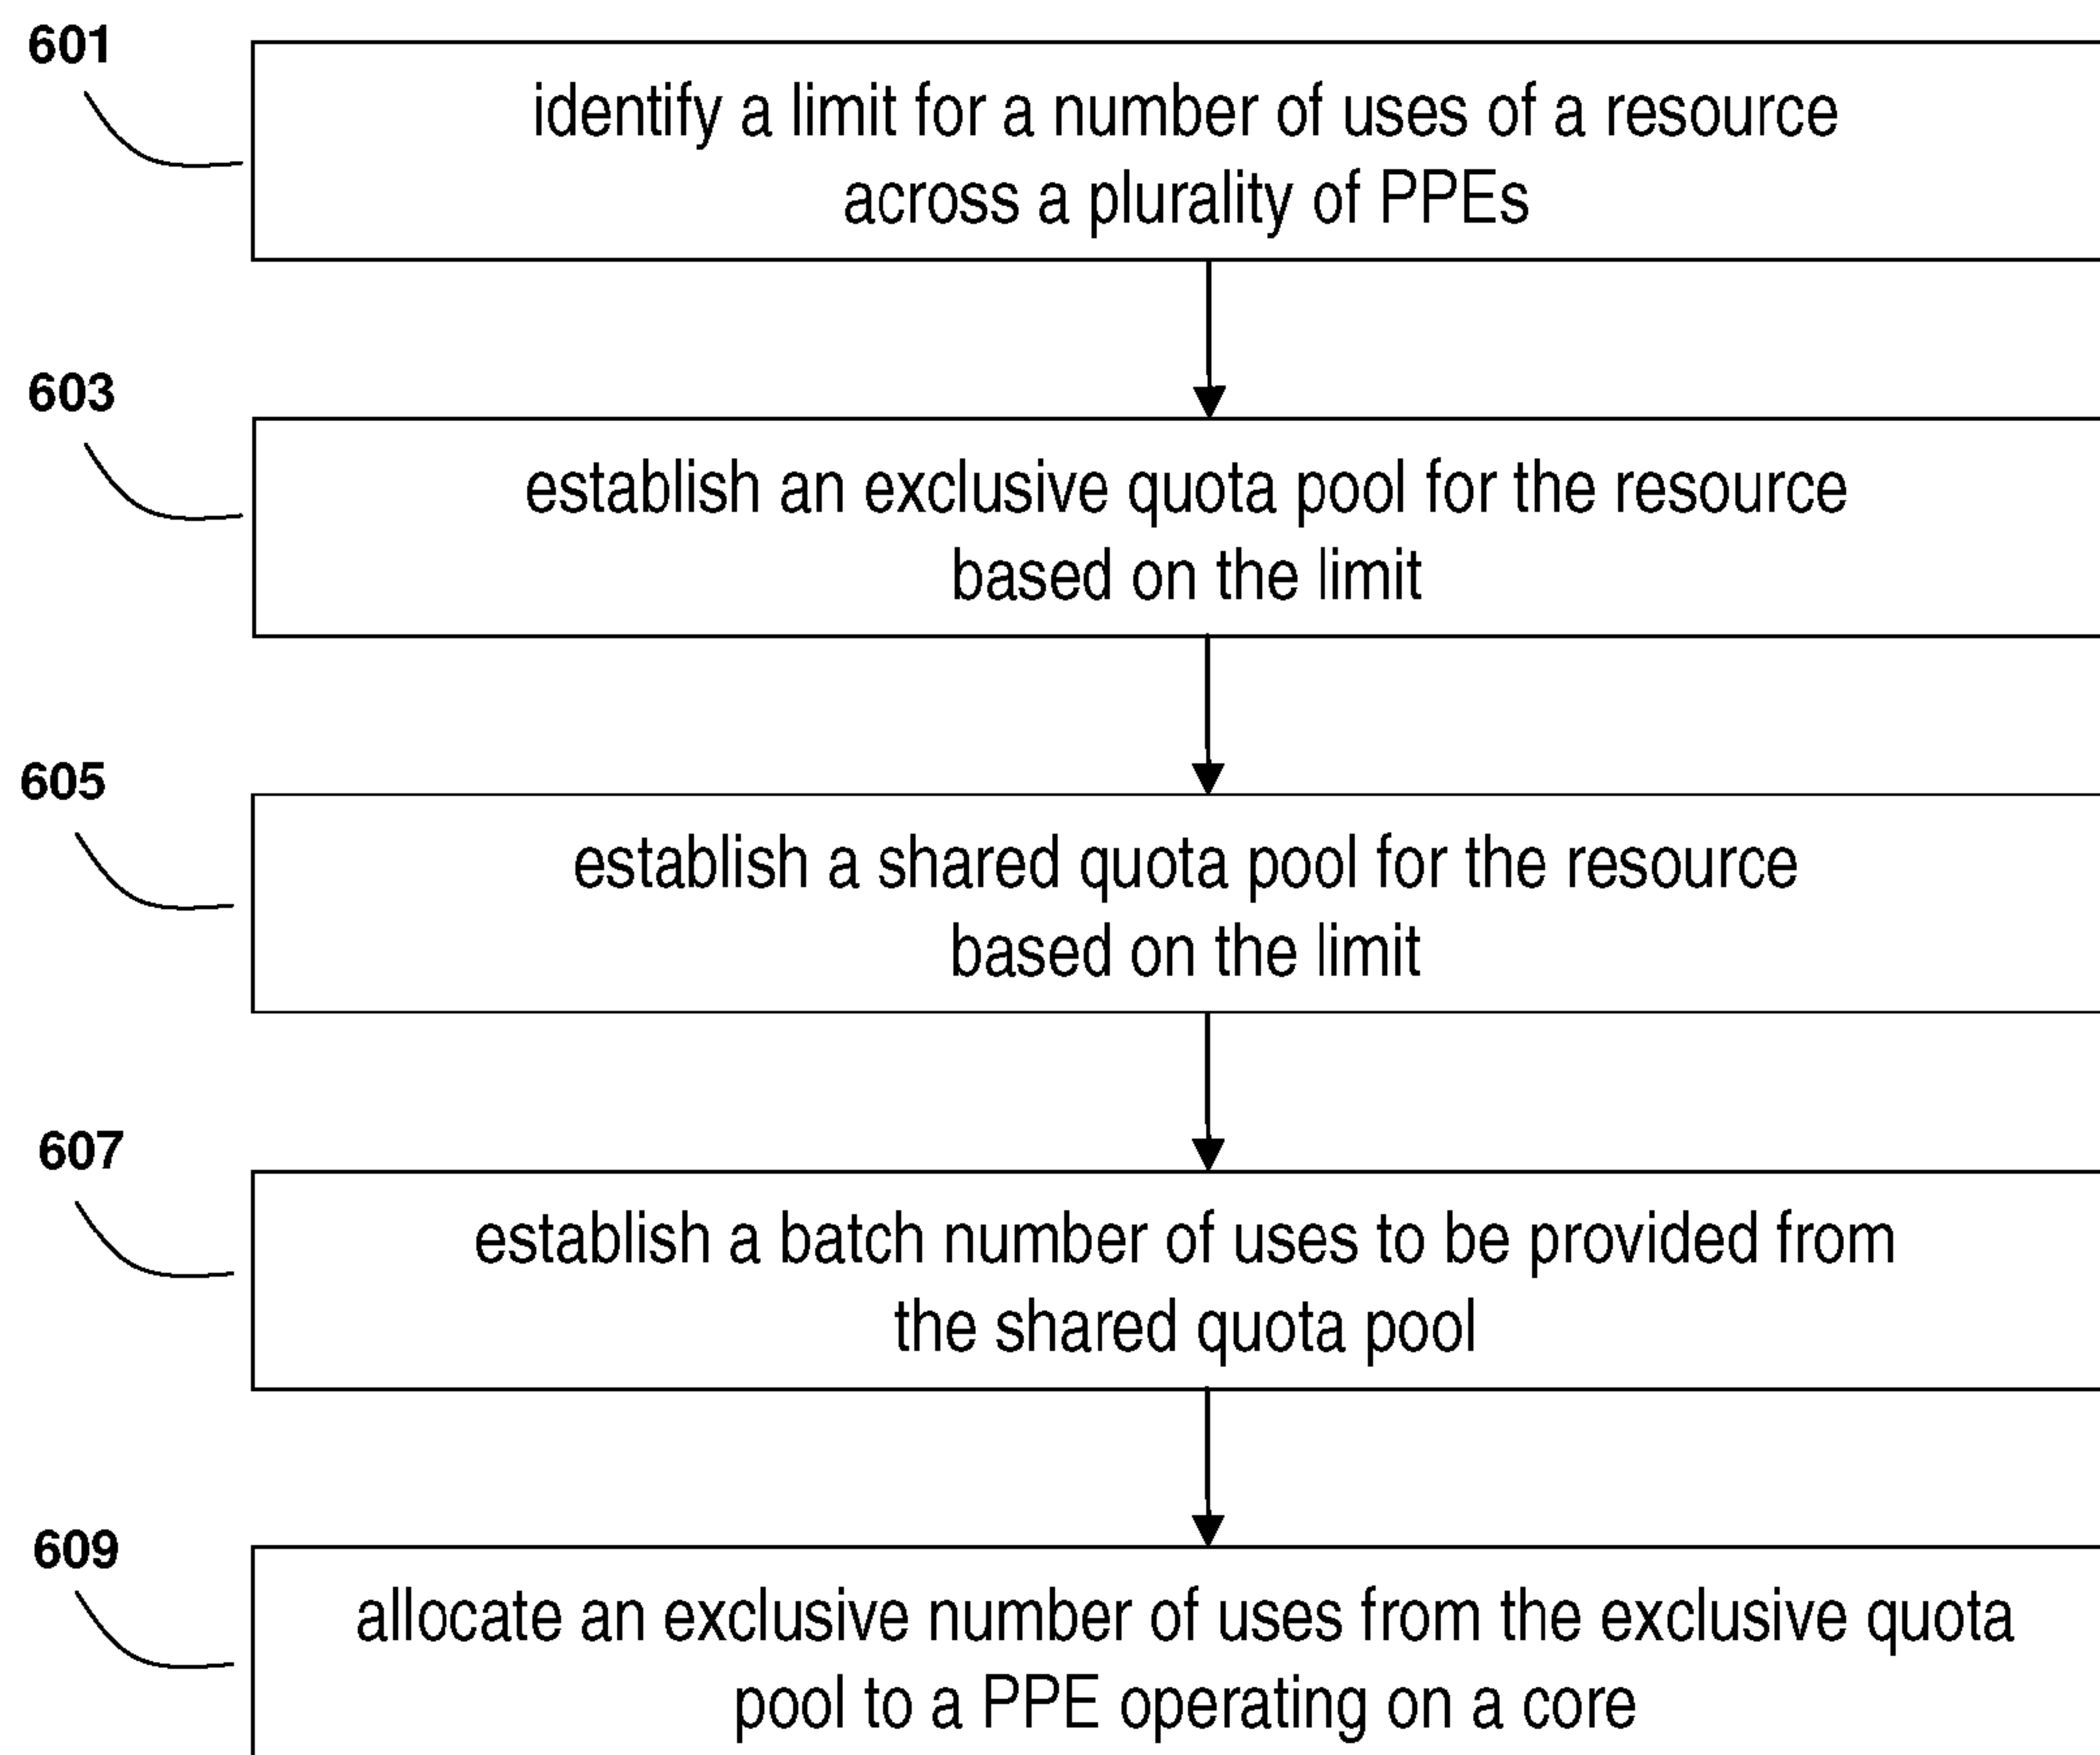 601
identify a limit for a number of uses of a resource
across a plurality of PPEs
603
establish an exclusive quota pool for the resource
based on the limit
605
establish a shared quota pool for the resource
based on the limit
607
establish a batch number of uses to be provided from
the shared quota pool
609
allocate an exclusive number of uses from the exclusive quota
pool to a PPE operating on a core